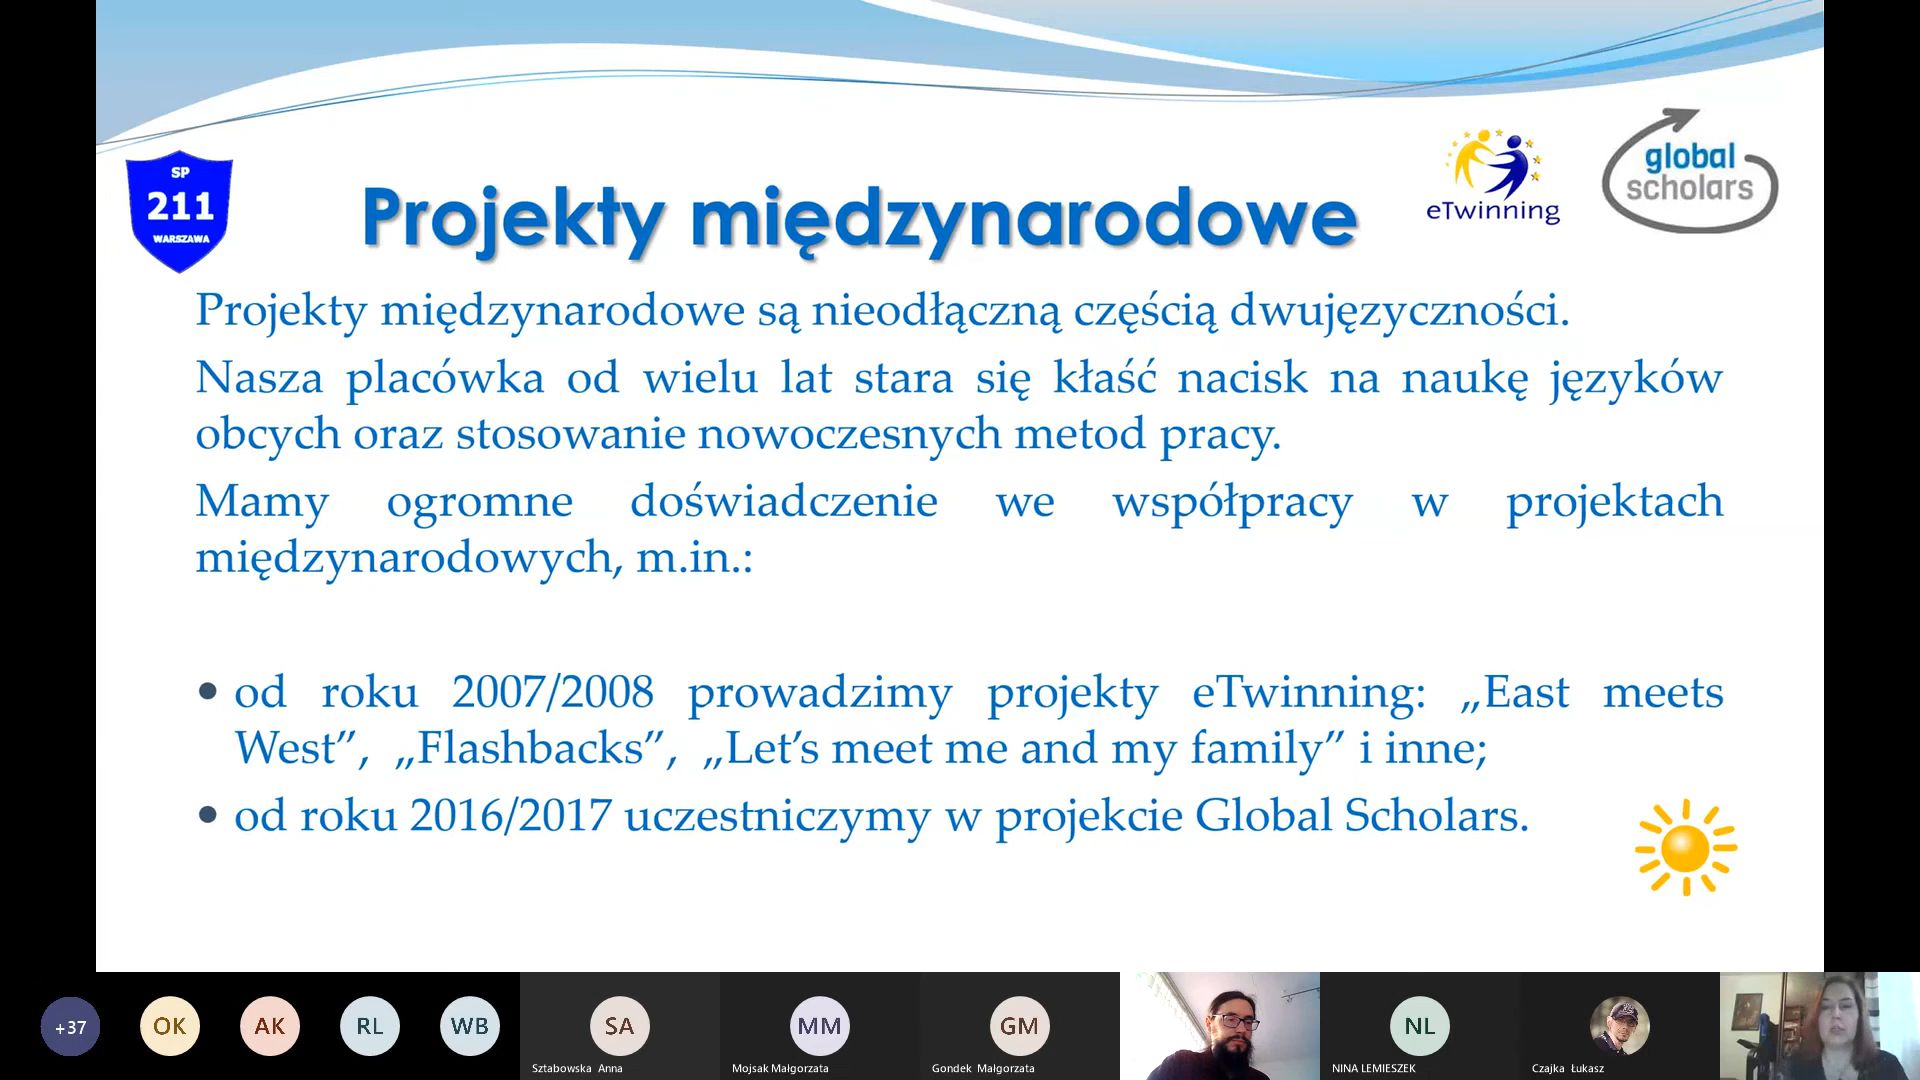 SP
211
WARSZAWA
Projekty międzynarodowe
eTwinning
global
scholars
Projekty międzynarodowe są nieodłączną częścią dwujęzyczności.
Nasza placówka od wielu lat stara się kłaść nacisk na naukę języków
obcych oraz stosowanie nowoczesnych metod pracy.
Mamy ogromne doświadczenie we współpracy w projektach
międzynarodowych, m.in.:
• od roku 2007/2008 prowadzimy projekty eTwinning: „East meets
West”, „Flashbacks”, „Let’s meet me and my family” i inne;
• od roku 2016/2017 uczestniczymy w projekcie Global Scholars.
+37
OK
AK
RL
WB
SA
Sztabowska Anna
MM
Mojsak Małgorzata
GM
Gondek Małgorzata
NL
NINA LEMIESZEK
Czajka Łukasz